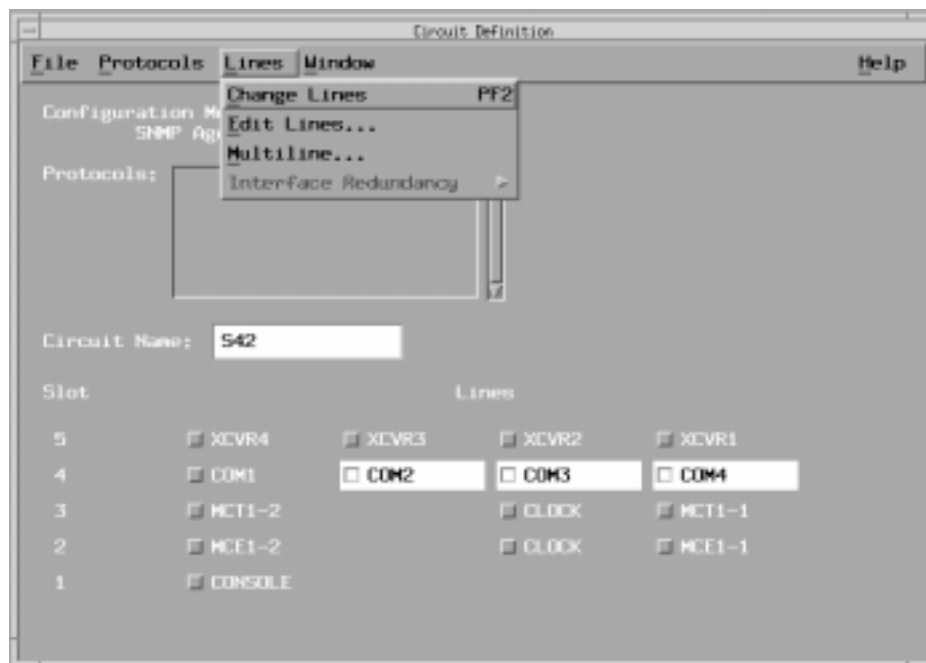 Circuit Definition
File Protocols Lines Window Help
Change Lines PF2
Configuration M
Edit Lines...
SNMP Age
Multiline...
Protocols:
Interface Redundancy
Circuit Name: S42
Slot Lines
5 XCVR4 XCVR3 XCVR2 XCVR1
4 COM1 COM2 COM3 COM4
3 MCT1-2 CLOCK MCT1-1
2 MCE1-2 CLOCK MCE1-1
1 CONSOLE